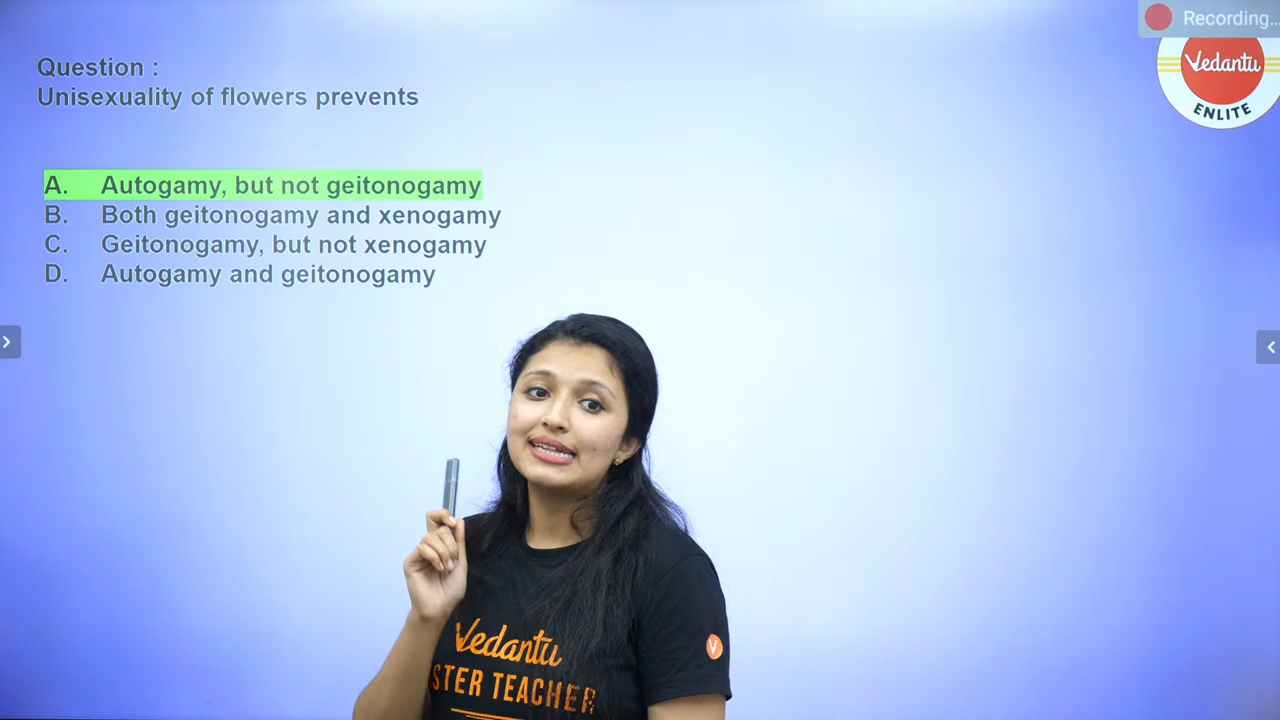 Recording...
Question :
Unisexuality of flowers prevents
A. Autogamy, but not geitonogamy
B. Both geitonogamy and xenogamy
C. Geitonogamy, but not xenogamy
D. Autogamy and geitonogamy
Vedantu
ENLITE
Vedantu
STER TEACHER
V